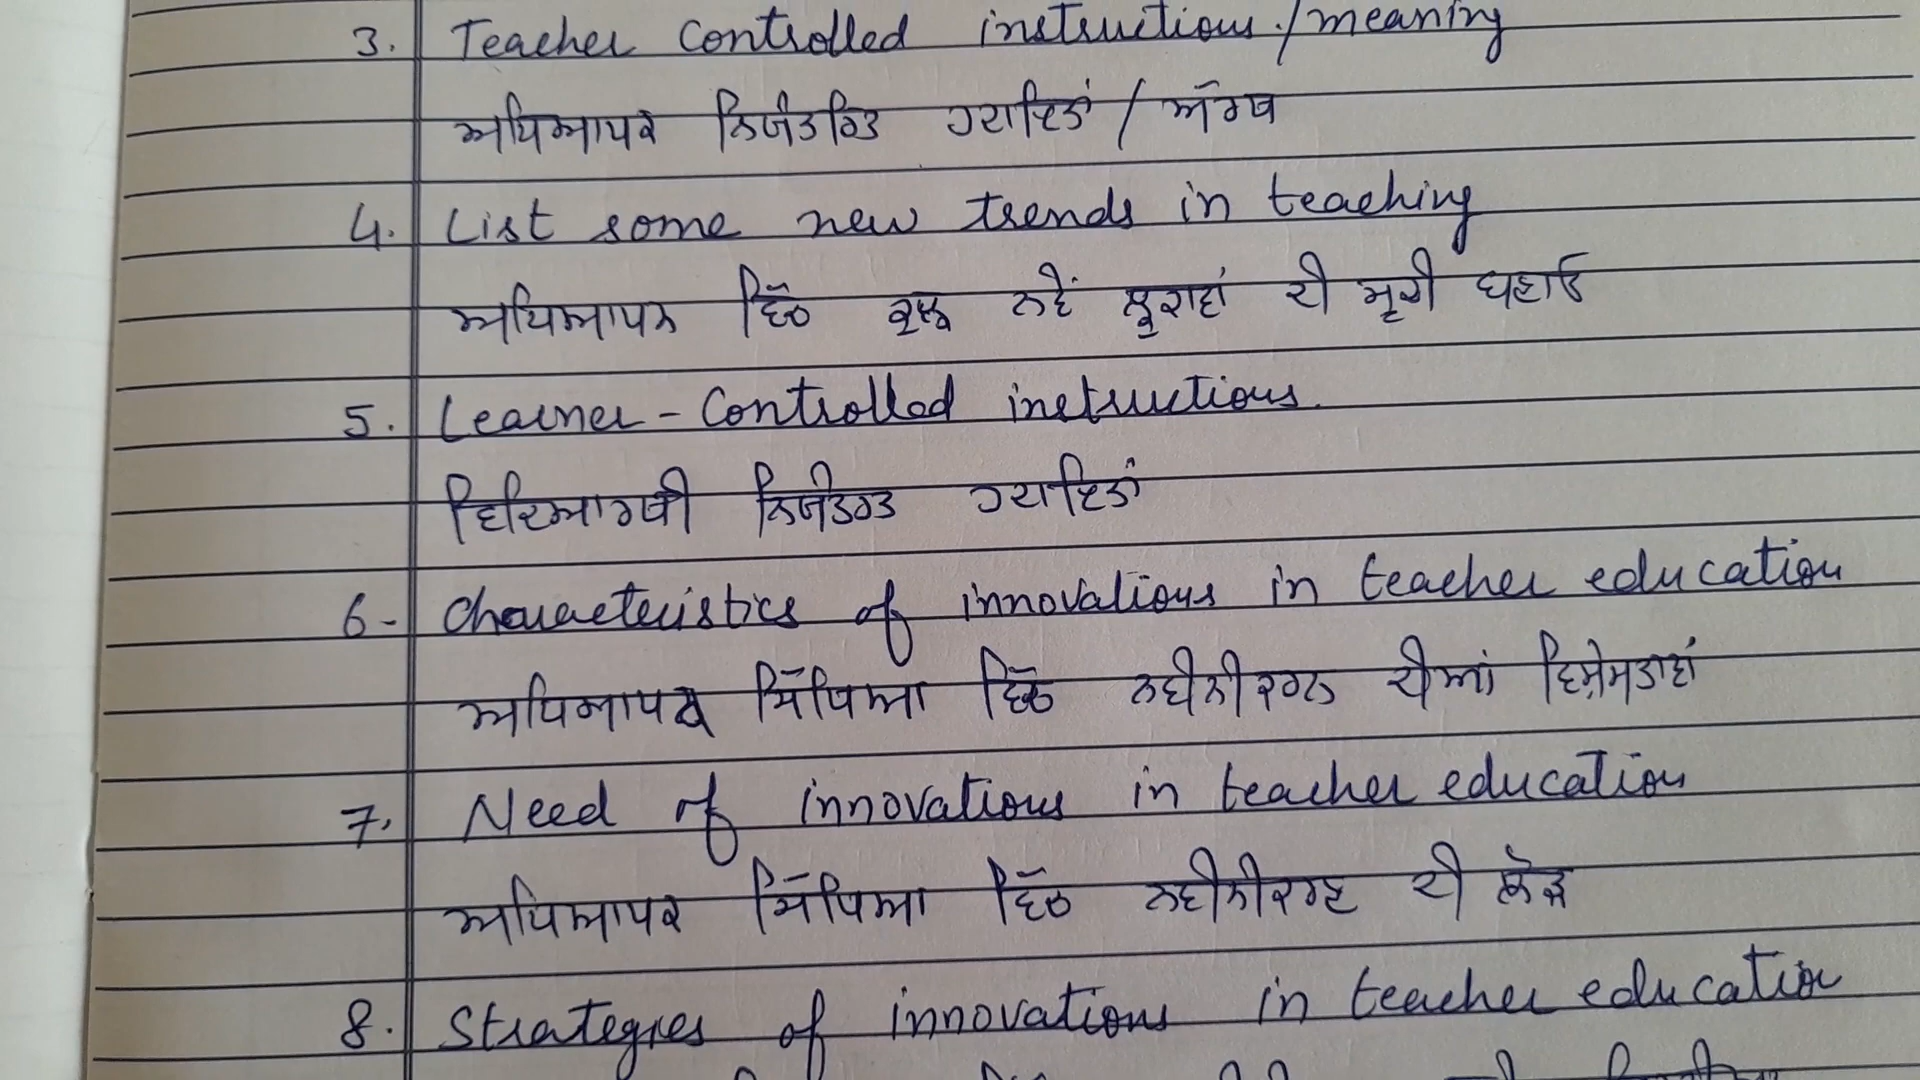 3. Teacher Controlled instructions./meaning
ਅਧਿਆਪਕ ਨਿਯੰਤਰਿਤ ਹਦਾਇਤਾਂ / ਅੱਰਥ
4. List some new trends in teaching
ਅਧਿਆਪਨ ਵਿੱਚ ਕੁਝ ਨਵੇਂ ਦੀ ਸੂਚੀ ਬਣਾਓ
5. Learner - Controlled instructions.
ਵਿਦਿਆਰਥੀ ਨਿਯੰਤਰਤ ਹਦਾਇਤਾਂ
6- Characteristics of innovations in teacher education
ਅਧਿਆਪਕ ਸਿੱਖਿਆ ਵਿੱਚ ਨਵੀਨੀਕਰਨ ਦੀਆਂ ਵਿਸ਼ੇਸਤਾਵਾਂ
7. Need of innovations in teacher education
ਅਧਿਆਪਕ ਸਿੱਖਿਆ ਵਿੱਚ ਨਵੀਨੀਕਰਣ ਦੀ ਲੋੜ
8. Strategies of innovations in teacher education